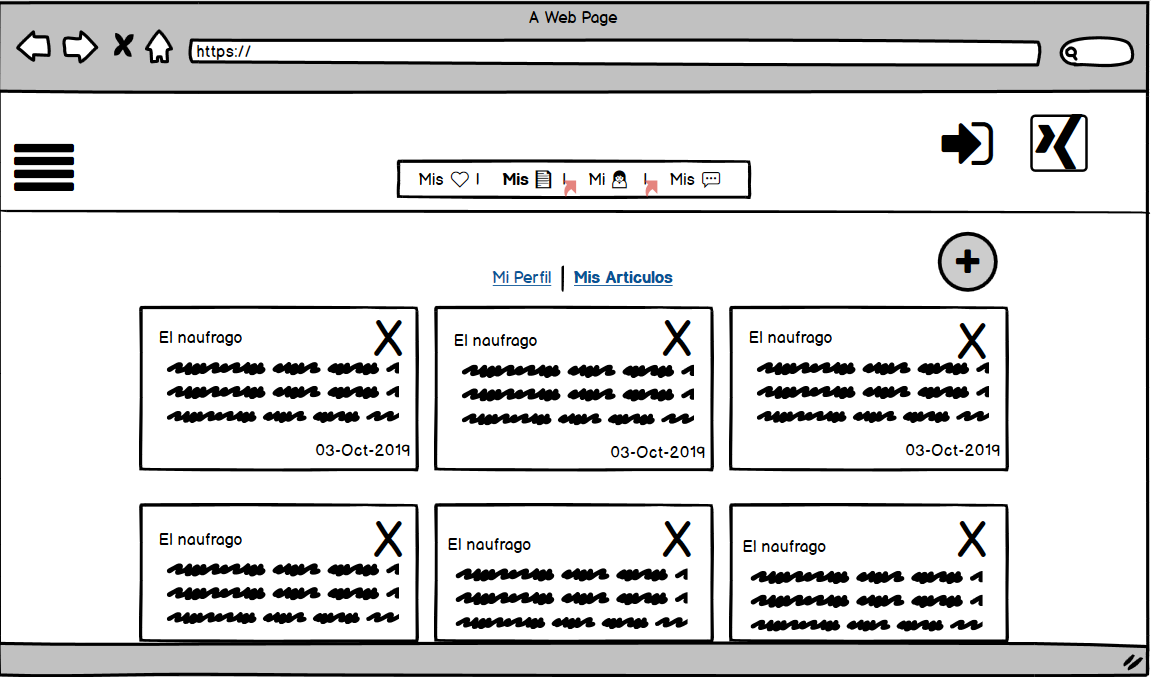 A Web Page
https://
Mis | Mis | Mi | Mis
Mi Perfil | Mis Articulos
El naufrago
El naufrago
El naufrago
03-Oct-2019
03-Oct-2019
03-Oct-2019
El naufrago
El naufrago
El naufrago